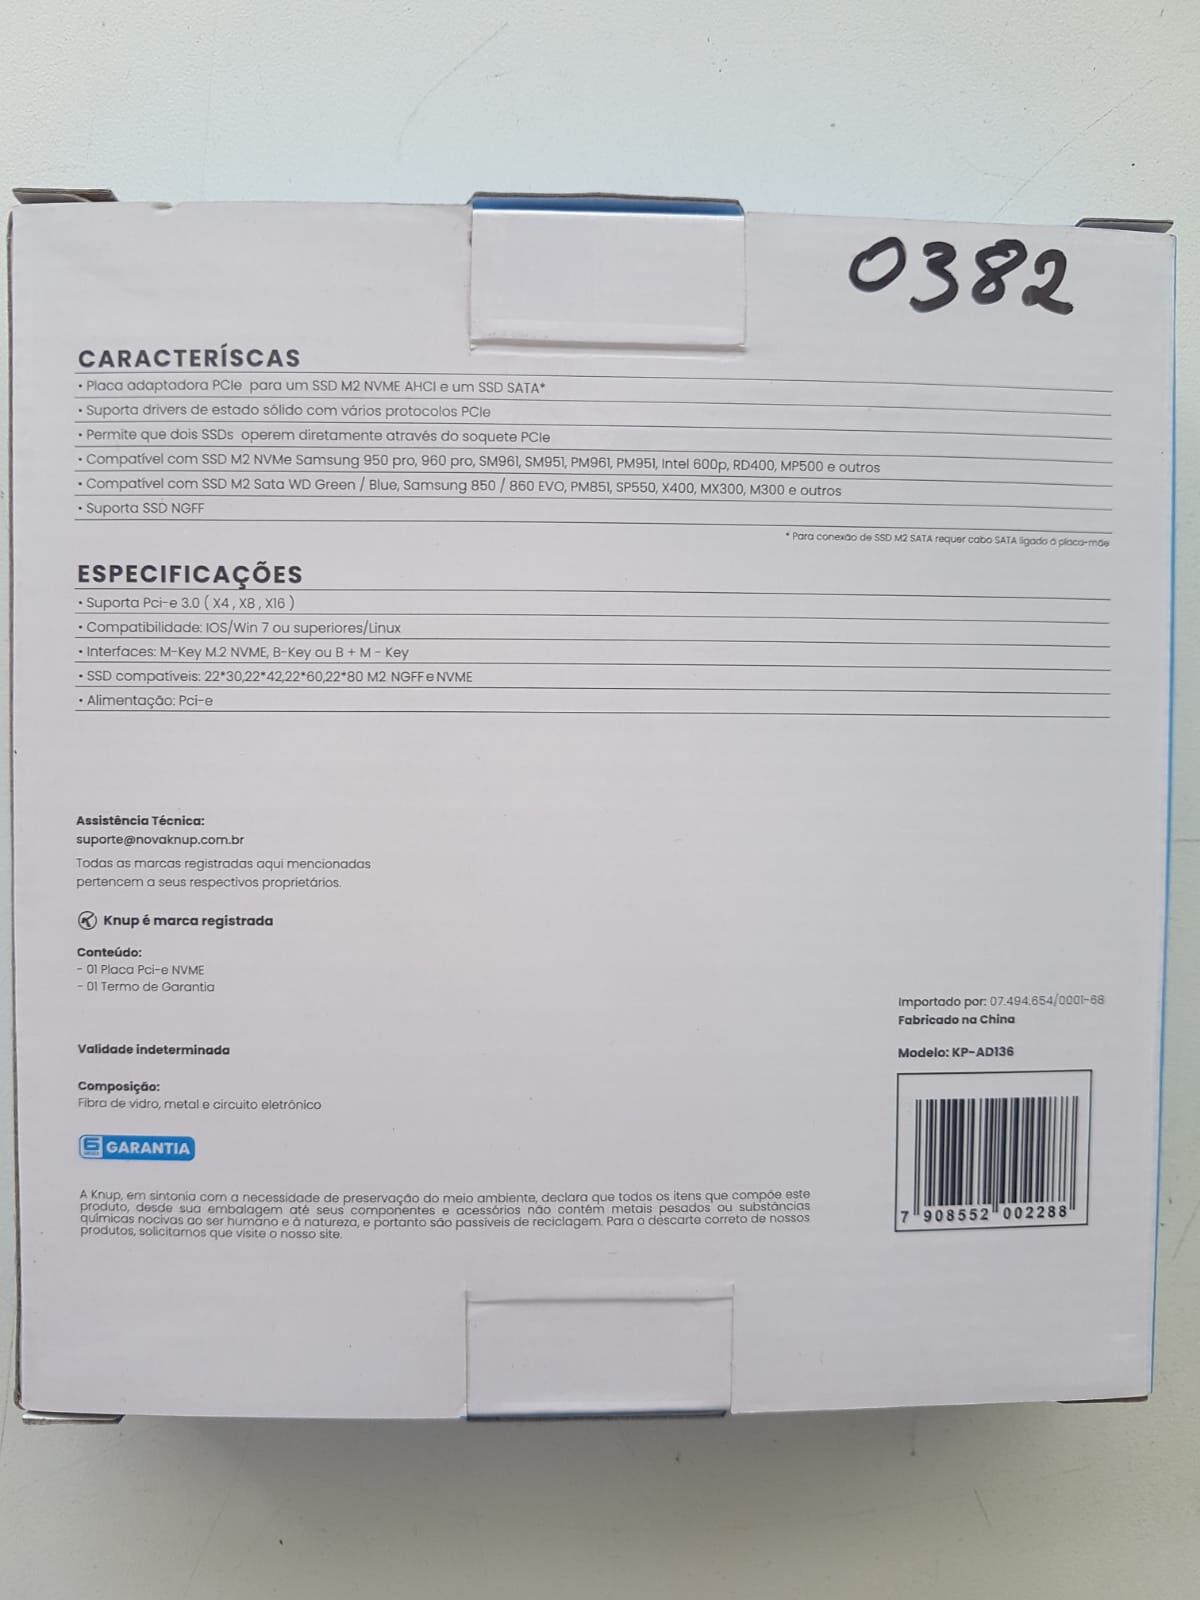 0382
CARACTERÍSCAS
• Placa adaptadora PCIe para um SSD M2 NVME AHCI e um SSD SATA*
• Suporta drivers de estado sólido com vários protocolos PCIe
• Permite que dois SSDs operem diretamente através do soquete PCIe
• Compatível com SSD M2 NVMe Samsung 950 pro, 960 pro, SM961, SM951, PM961, PM951, Intel 600p, RD400, MP500 e outros
• Compatível com SSD M2 Sata WD Green / Blue, Samsung 850 / 860 EVO, PM851, SP550, X400, MX300, M300 e outros
• Suporta SSD NGFF
* Para conexão de SSD M2 SATA requer cabo SATA ligado á placa-mãe
ESPECIFICAÇÕES
• Suporta Pci-e 3.0 ( X4 , X8 , X16 )
• Compatibilidade: IOS/Win 7 ou superiores/Linux
• Interfaces: M-Key M.2 NVME, B-Key ou B + M - Key
• SSD compatíveis: 22*30,22*42,22*60,22*80 M2 NGFF e NVME
• Alimentação: Pci-e
Assistência Técnica:
suporte@novaknup.com.br
Todas as marcas registradas aqui mencionadas
pertencem a seus respectivos proprietários.
Knup é marca registrada
Conteúdo:
- 01 Placa Pci-e NVME
- 01 Termo de Garantia
Importado por: 07.494.654/0001-68
Fabricado na China
Validade indeterminada
Modelo: KP-AD136
Composição:
Fibra de vidro, metal e circuito eletrônico
6 MESES GARANTIA
A Knup, em sintonia com a necessidade de preservação do meio ambiente, declara que todos os itens que compõe este
produto, desde sua embalagem até seus componentes e acessórios não contêm metais pesados ou substâncias
químicas nocivas ao ser humano e à natureza, e portanto são passíveis de reciclagem. Para o descarte correto de nossos
produtos, solicitamos que visite o nosso site.
7 908552 002288